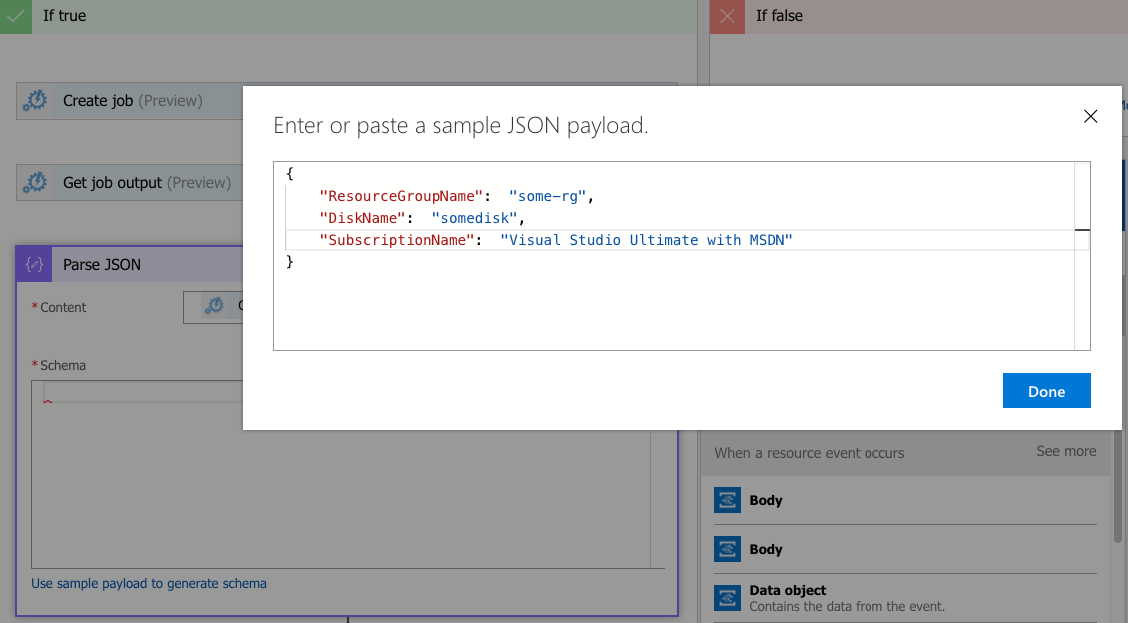 If true
If false
Create job (Preview)
Get job output (Preview)
Parse JSON
* Content
* Schema
Use sample payload to generate schema
Enter or paste a sample JSON payload.
{
"ResourceGroupName":  "some-rg",
"DiskName":  "somedisk",
"SubscriptionName":  "Visual Studio Ultimate with MSDN"
}
Done
When a resource event occurs
See more
Body
Body
Data object
Contains the data from the event.